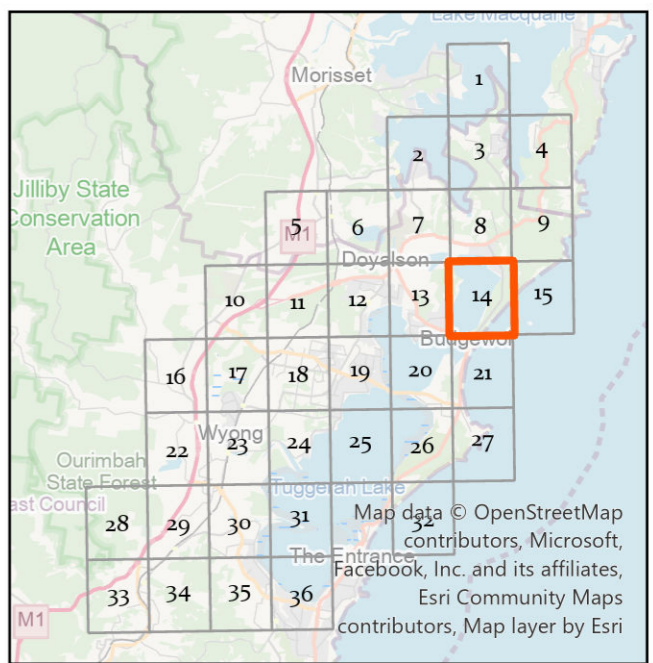 Lake Macquarie
Morisset
1
2 3 4
Jilliby State
Conservation
Area
5 6 7 8 9
M1
Doyalson
10 11 12 13 14 15
16 17 18 19 20 21
Wyong
22 23 24 25 26 27
Ourimbah
State Forest
ast Council
Tuggerah Lake
28 29 30 31 32
The Entrance
33 34 35 36
M1
Map data © OpenStreetMap
contributors, Microsoft,
Facebook, Inc. and its affiliates,
Esri Community Maps
contributors, Map layer by Esri